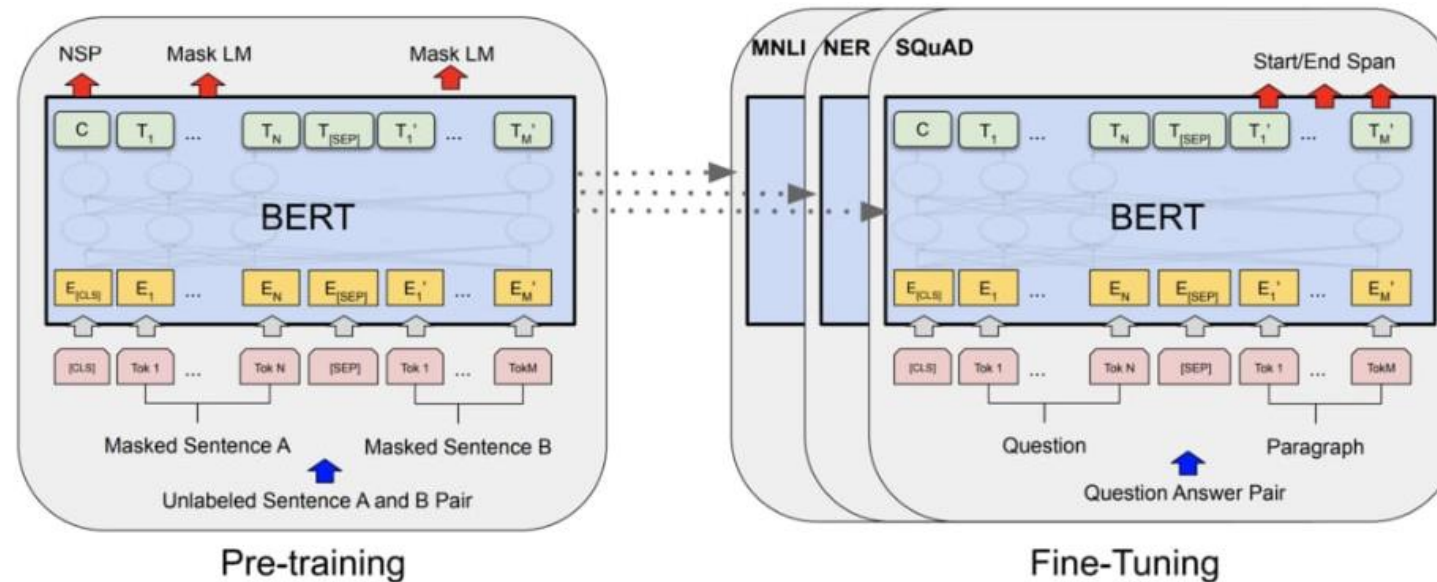 NSP Mask LM Mask LM
C T1 ... TN T[SEP] T1' ... TM'
BERT
E[CLS] E1 ... EN E[SEP] E1' ... EM'
[CLS] Tok 1 ... Tok N [SEP] Tok 1 ... TokM
Masked Sentence A Masked Sentence B
Unlabeled Sentence A and B Pair
Pre-training
MNLI NER SQuAD
Start/End Span
C T1 ... TN T[SEP] T1' ... TM'
BERT
E[CLS] E1 ... EN E[SEP] E1' ... EM'
[CLS] Tok 1 ... Tok N [SEP] Tok 1 ... TokM
Question Paragraph
Question Answer Pair
Fine-Tuning